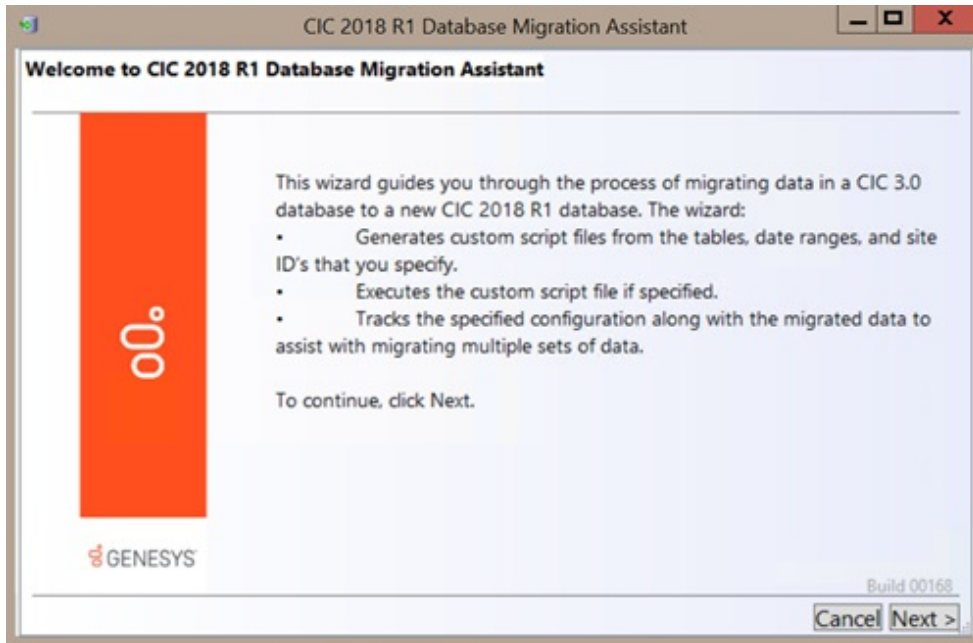 CIC 2018 R1 Database Migration Assistant
Welcome to CIC 2018 R1 Database Migration Assistant
This wizard guides you through the process of migrating data in a CIC 3.0
database to a new CIC 2018 R1 database. The wizard:
• Generates custom script files from the tables, date ranges, and site
ID's that you specify.
• Executes the custom script file if specified.
• Tracks the specified configuration along with the migrated data to
assist with migrating multiple sets of data.
To continue, click Next.
GENESYS
Build 00168
Cancel Next >